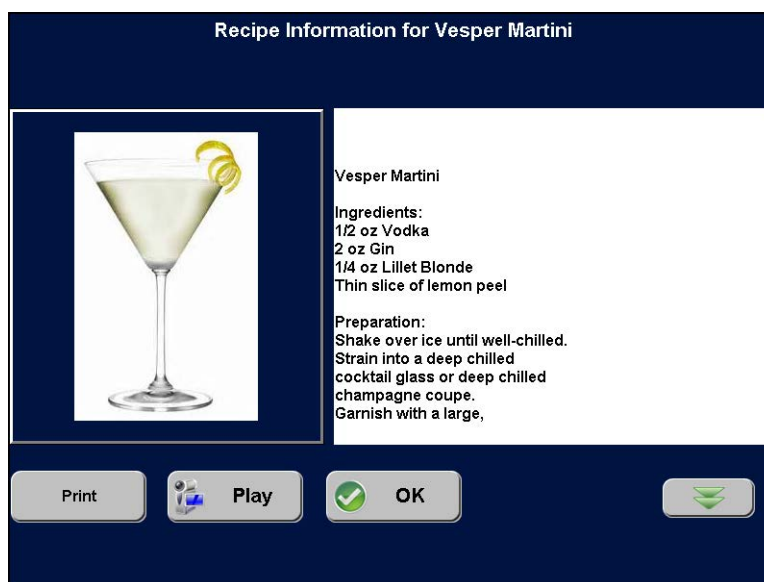 Recipe Information for Vesper Martini
Vesper Martini
Ingredients:
1/2 oz Vodka
2 oz Gin
1/4 oz Lillet Blonde
Thin slice of lemon peel
Preparation:
Shake over ice until well-chilled.
Strain into a deep chilled
cocktail glass or deep chilled
champagne coupe.
Garnish with a large,
Print
Play
OK